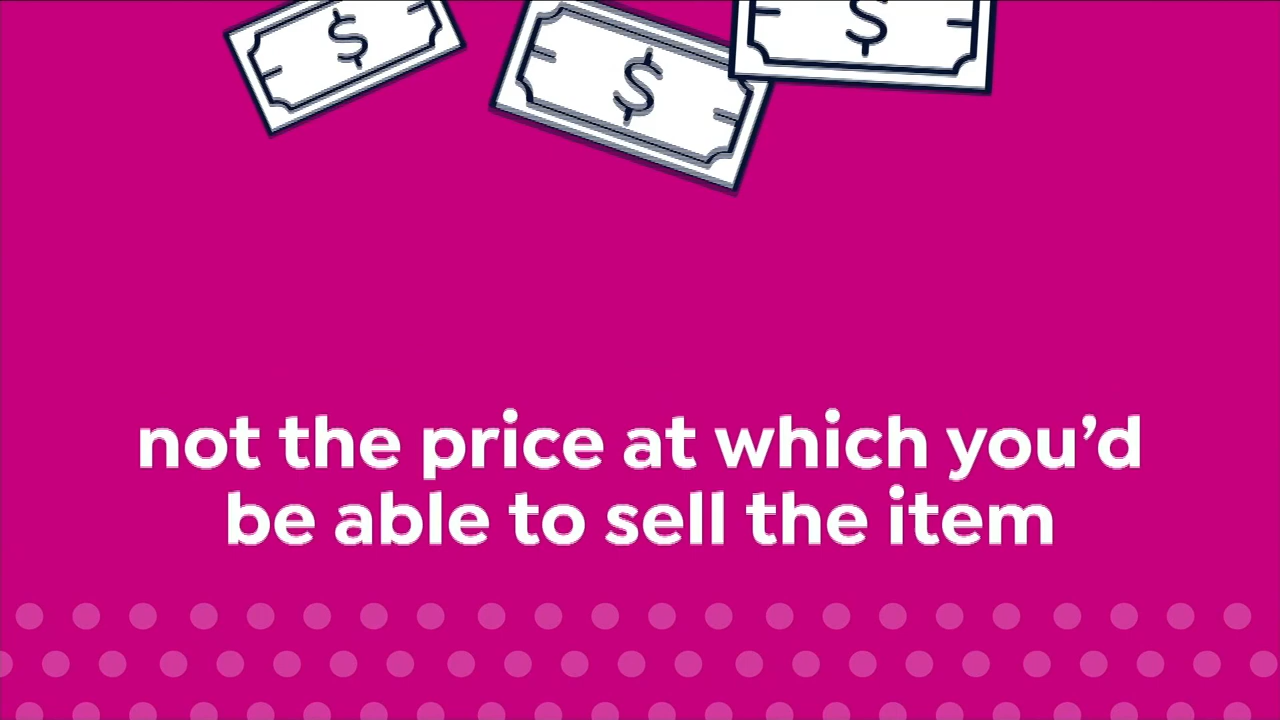 $ $ $
not the price at which you’d
be able to sell the item